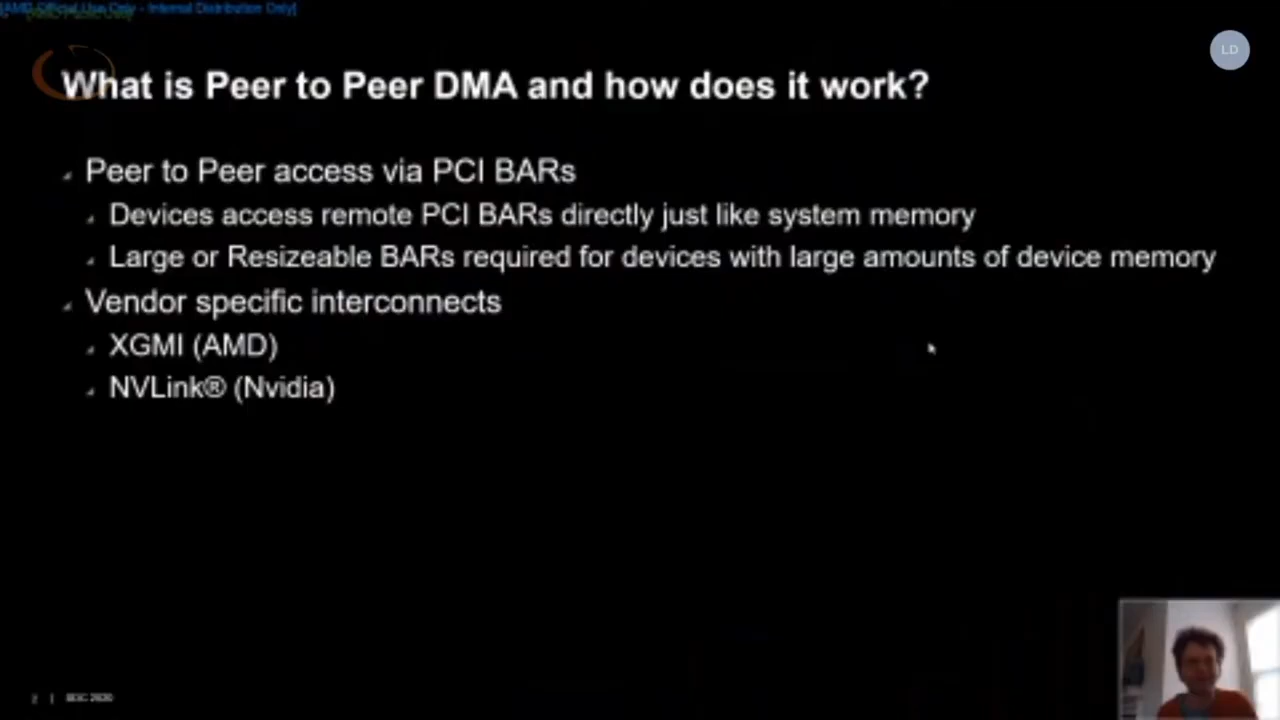 [AMD Official Use Only - Internal Distribution Only]
LD
What is Peer to Peer DMA and how does it work?
Peer to Peer access via PCI BARs
Devices access remote PCI BARs directly just like system memory
Large or Resizeable BARs required for devices with large amounts of device memory
Vendor specific interconnects
XGMI (AMD)
NVLink® (Nvidia)
2 |